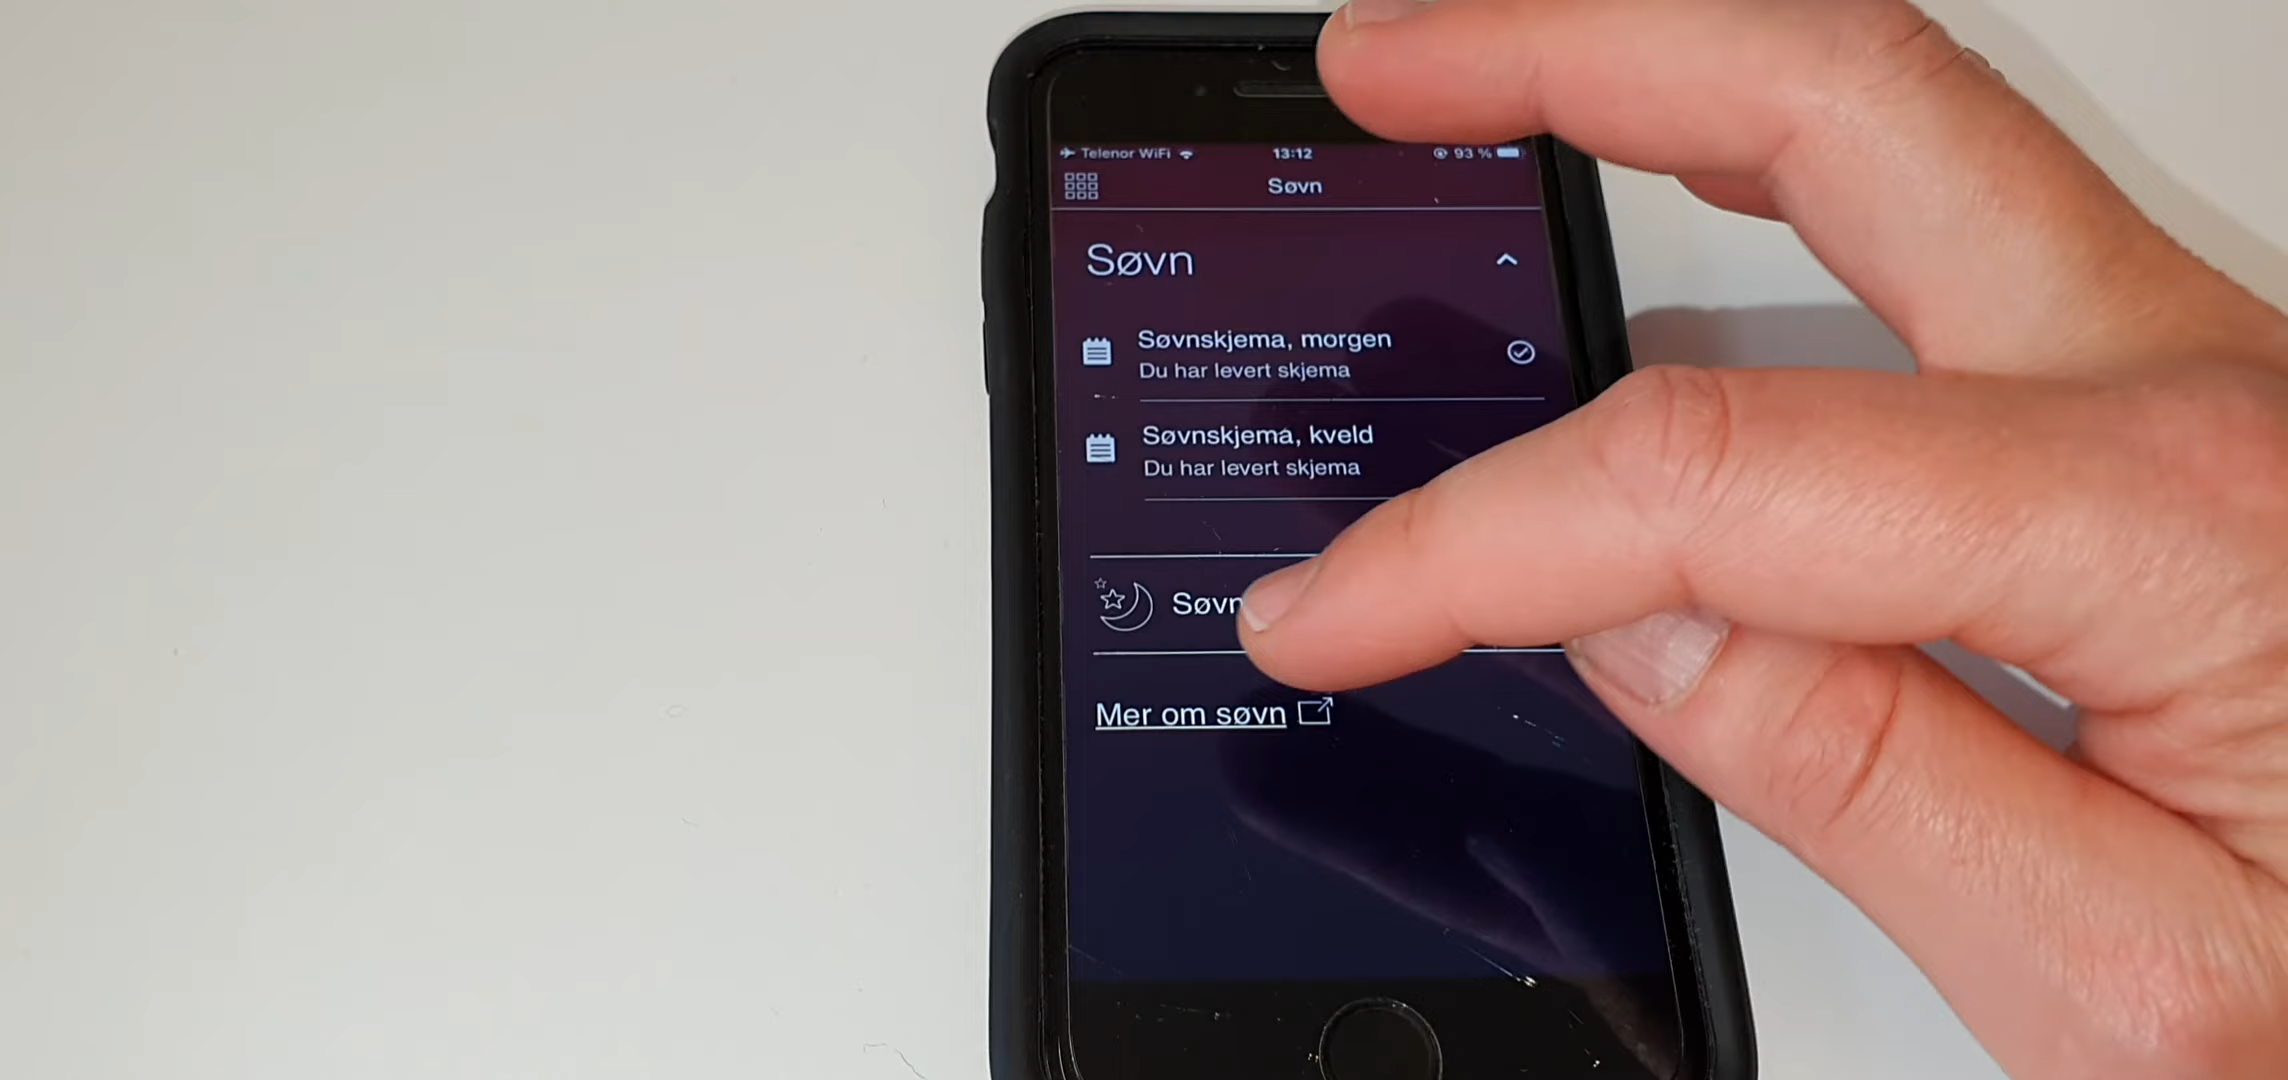 Telenor WiFi 13:12 93 %
Søvn
Søvn
Søvnskjema, morgen
Du har levert skjema
Søvnskjema, kveld
Du har levert skjema
Mer om søvn